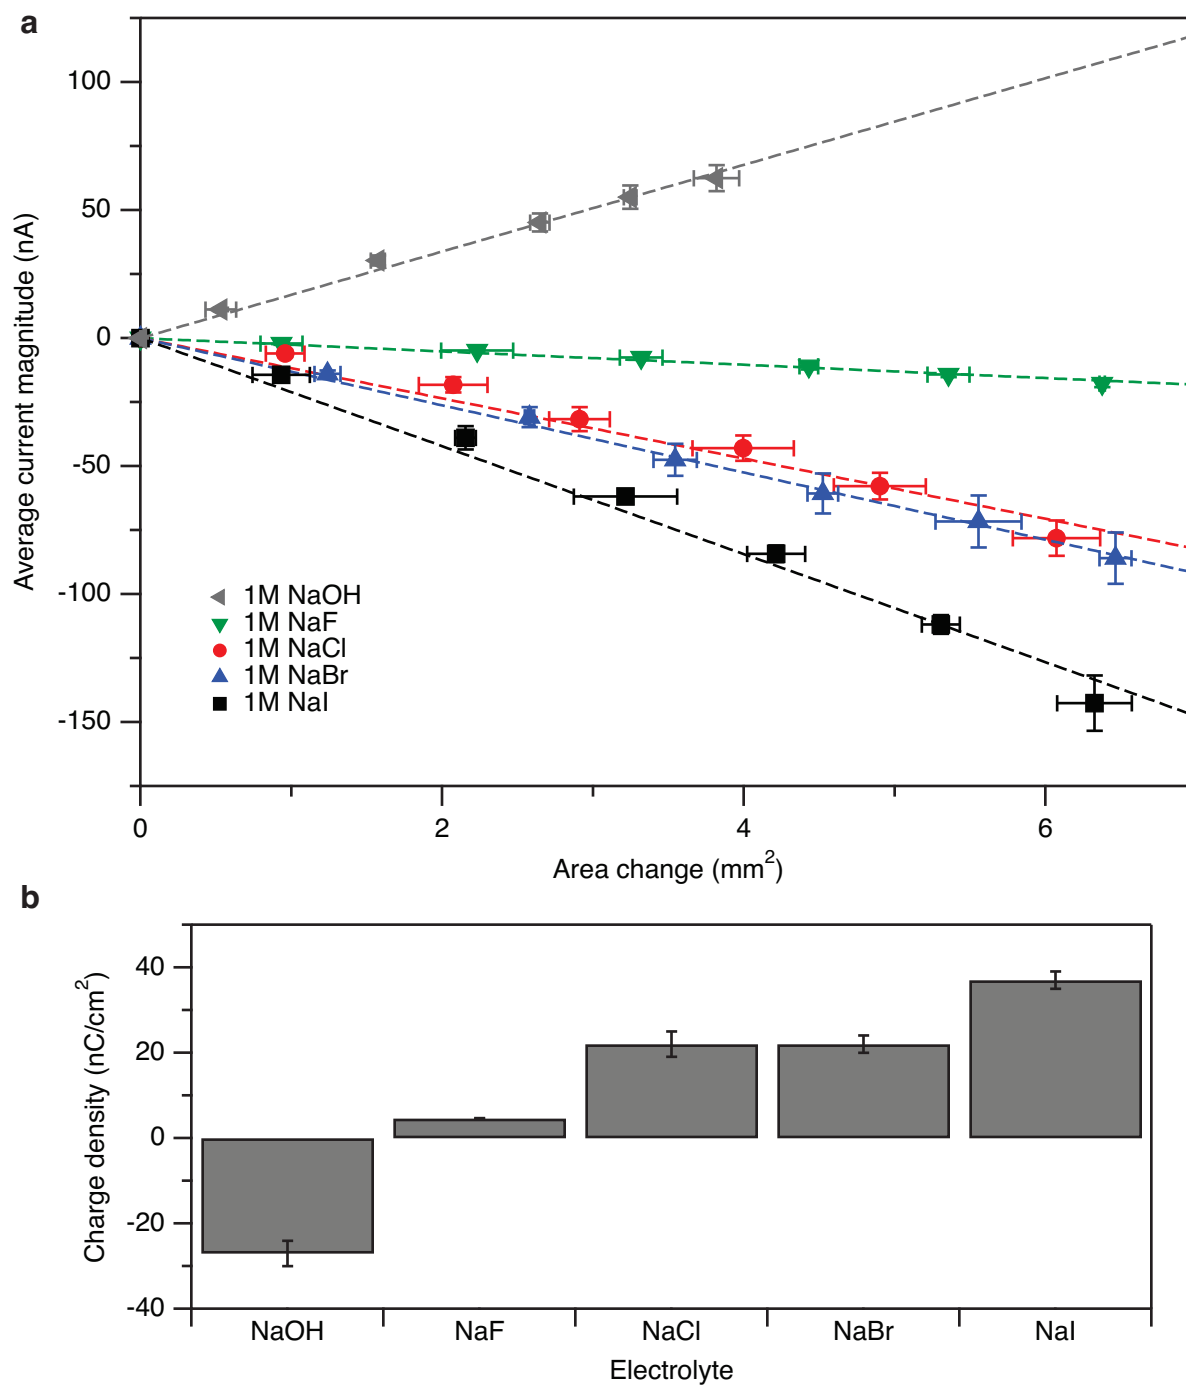 a
Average current magnitude (nA)
100
50
0
-50
-100
-150
1M NaOH
1M NaF
1M NaCl
1M NaBr
1M NaI
0 2 4 6
Area change (mm²)
b
Charge density (nC/cm²)
40
20
0
-20
-40
NaOH NaF NaCl NaBr NaI
Electrolyte